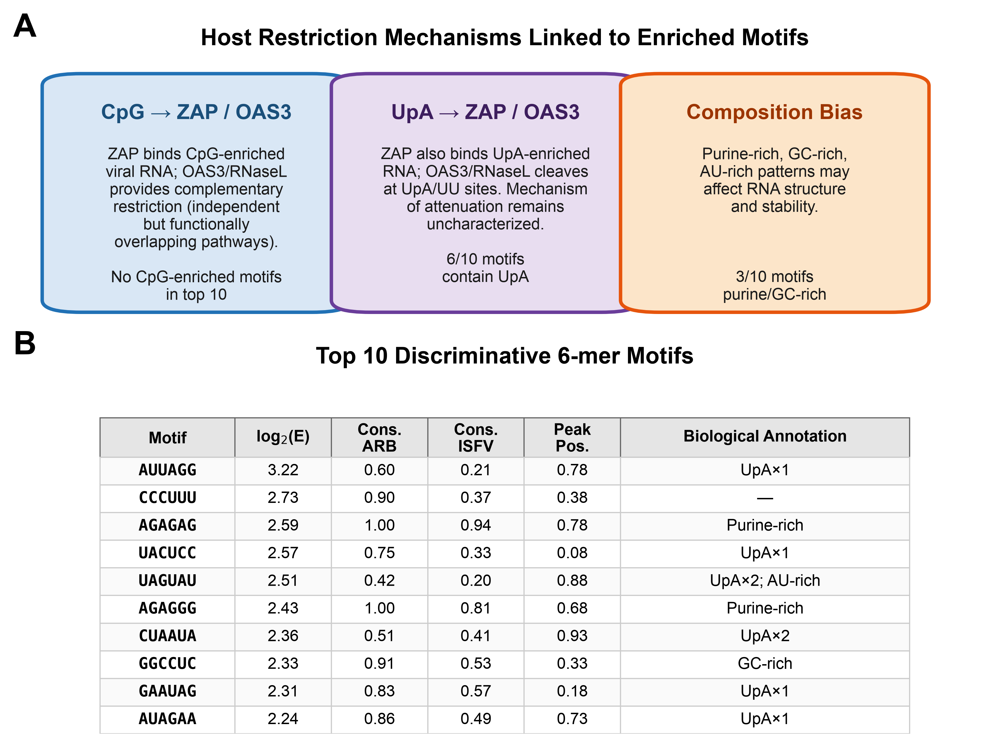 A
Host Restriction Mechanisms Linked to Enriched Motifs
CpG → ZAP / OAS3
ZAP binds CpG-enriched
viral RNA; OAS3/RNaseL
provides complementary
restriction (independent
but functionally
overlapping pathways).
No CpG-enriched motifs
in top 10
UpA → ZAP / OAS3
ZAP also binds UpA-enriched
RNA; OAS3/RNaseL cleaves
at UpA/UU sites. Mechanism
of attenuation remains
uncharacterized.
6/10 motifs
contain UpA
Composition Bias
Purine-rich, GC-rich,
AU-rich patterns may
affect RNA structure
and stability.
3/10 motifs
purine/GC-rich
B
Top 10 Discriminative 6-mer Motifs
Motif log₂(E) Cons. ARB Cons. ISFV Peak Pos. Biological Annotation
AUUAGG 3.22 0.60 0.21 0.78 UpA×1
CCCUUU 2.73 0.90 0.37 0.38 —
AGAGAG 2.59 1.00 0.94 0.78 Purine-rich
UACUCC 2.57 0.75 0.33 0.08 UpA×1
UAGUAU 2.51 0.42 0.20 0.88 UpA×2; AU-rich
AGAGGG 2.43 1.00 0.81 0.68 Purine-rich
CUAAUA 2.36 0.51 0.41 0.93 UpA×2
GGCCUC 2.33 0.91 0.53 0.33 GC-rich
GAAUAG 2.31 0.83 0.57 0.18 UpA×1
AUAGAA 2.24 0.86 0.49 0.73 UpA×1